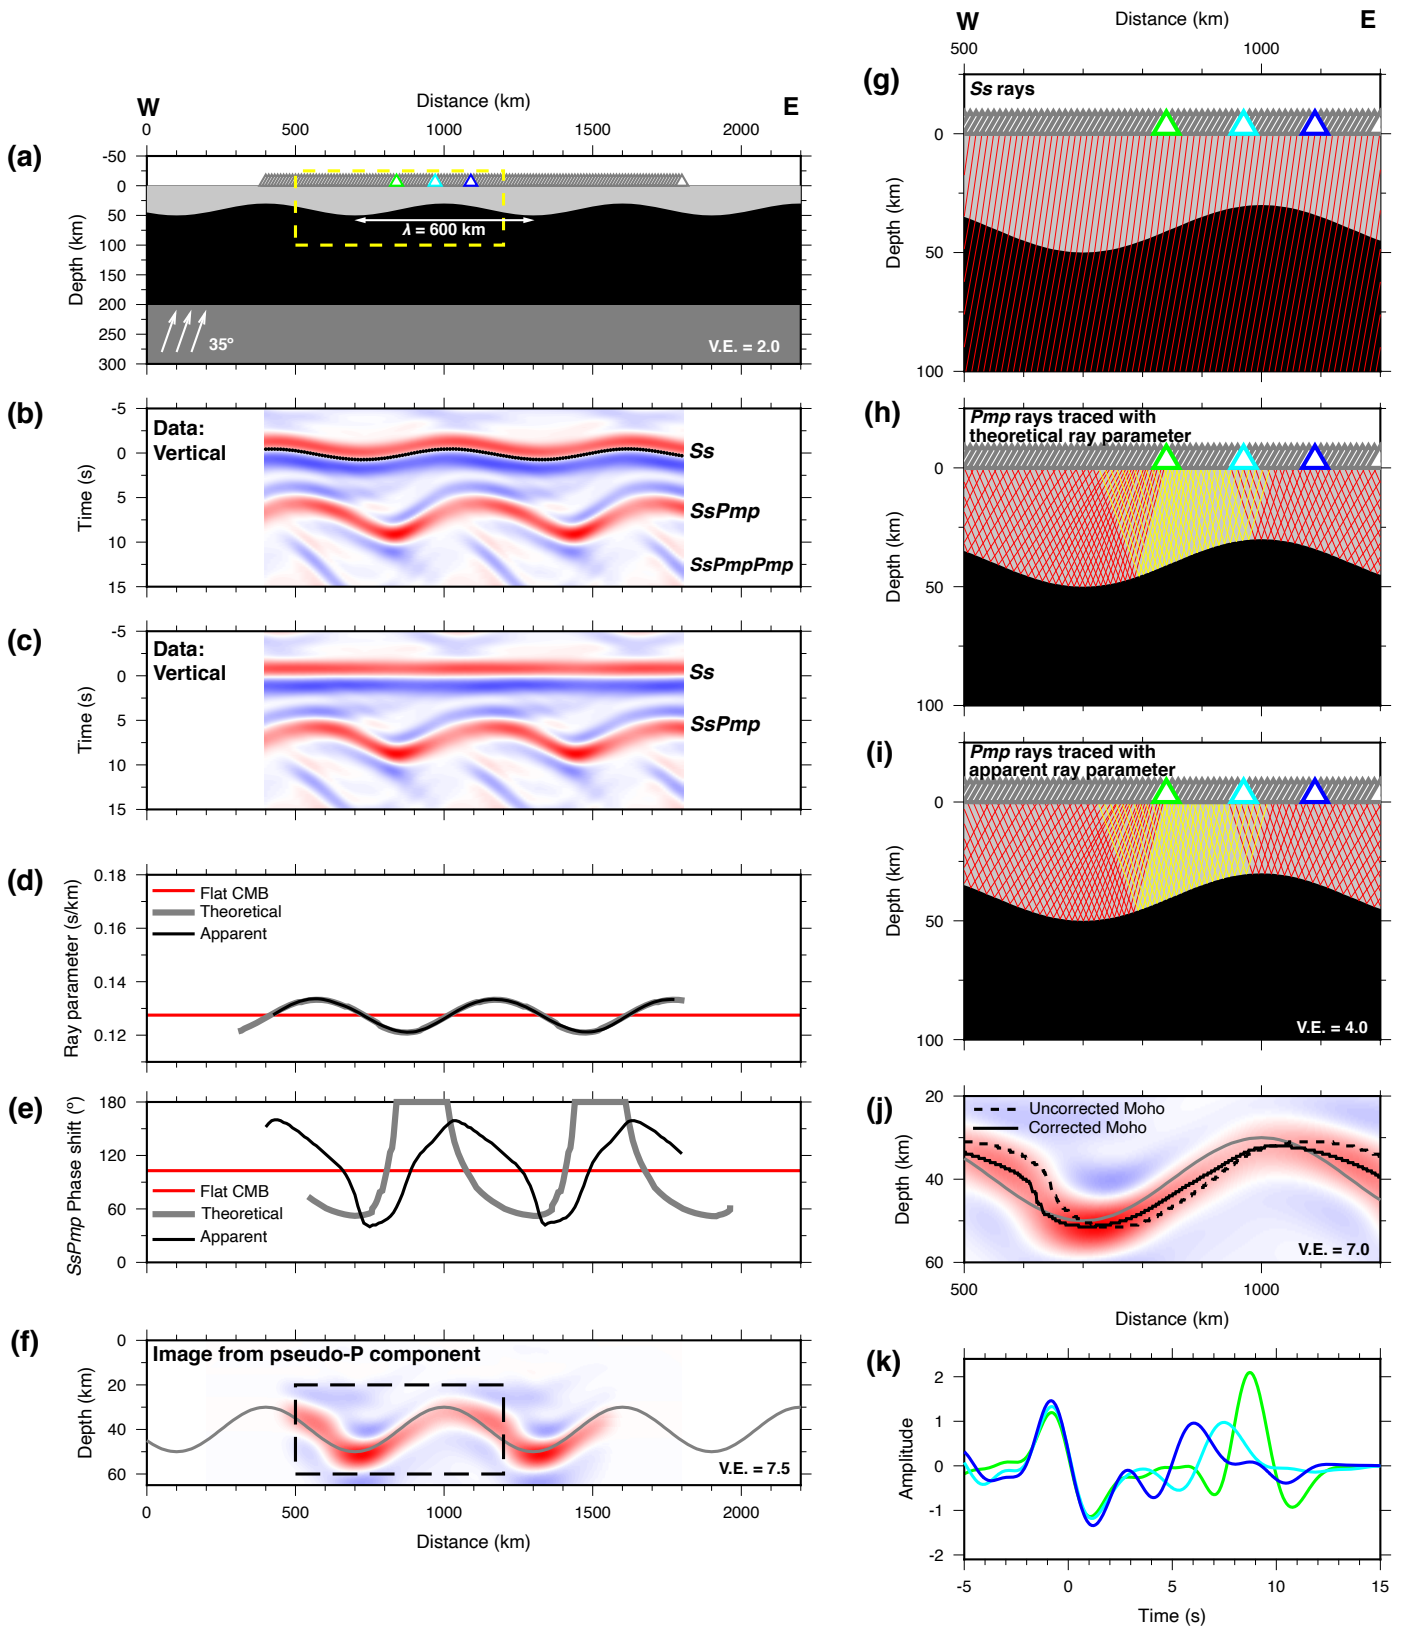 W
Distance (km)
E
0 500 1000 1500 2000
(a)
-50
0
50
100
150
200
250
300
Depth (km)
λ = 600 km
35°
V.E. = 2.0
(b)
-5
0
5
10
15
Time (s)
Data:
Vertical
Ss
SsPmp
SsPmpPmp
(c)
-5
0
5
10
15
Time (s)
Data:
Vertical
Ss
SsPmp
(d)
0.18
0.16
0.14
0.12
Ray parameter (s/km)
Flat CMB
Theoretical
Apparent
(e)
180
120
60
0
SsPmp Phase shift (°)
Flat CMB
Theoretical
Apparent
(f)
0
20
40
60
Depth (km)
Image from pseudo-P component
V.E. = 7.5
0 500 1000 1500 2000
Distance (km)
W
Distance (km)
E
500 1000
(g)
Ss rays
0
50
100
Depth (km)
(h)
Pmp rays traced with
theoretical ray parameter
0
50
100
Depth (km)
(i)
Pmp rays traced with
apparent ray parameter
0
50
100
Depth (km)
V.E. = 4.0
(j)
20
40
60
Depth (km)
Uncorrected Moho
Corrected Moho
V.E. = 7.0
500 1000
Distance (km)
(k)
2
1
0
-1
-2
Amplitude
-5 0 5 10 15
Time (s)